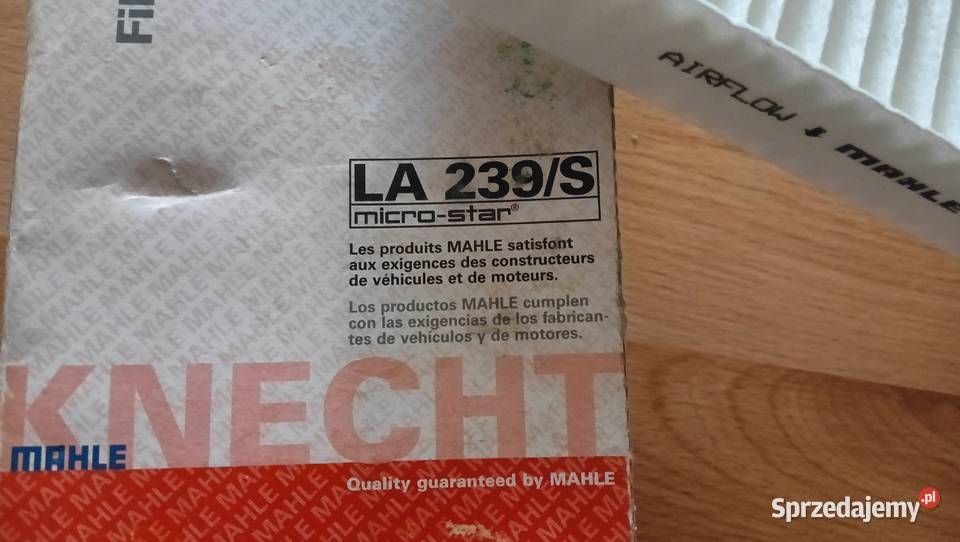 Fil
LA 239/S
micro-star®
Les produits MAHLE satisfont
aux exigences des constructeurs
de véhicules et de moteurs.
Los productos MAHLE cumplen
con las exigencias de los fabrican-
tes de vehículos y de motores.
KNECHT
MAHLE
Quality guaranteed by MAHLE
AIRFLOW
MAHLE
Sprzedajemy.pl